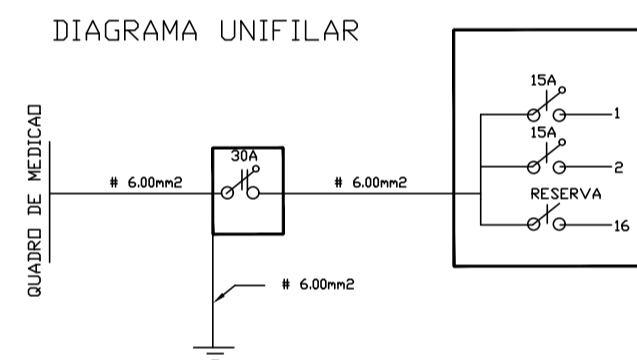 DIAGRAMA UNIFILAR
QUADRO DE MEDICAO
# 6.00mm2
30A
# 6.00mm2
# 6.00mm2
15A
1
15A
2
RESERVA
16